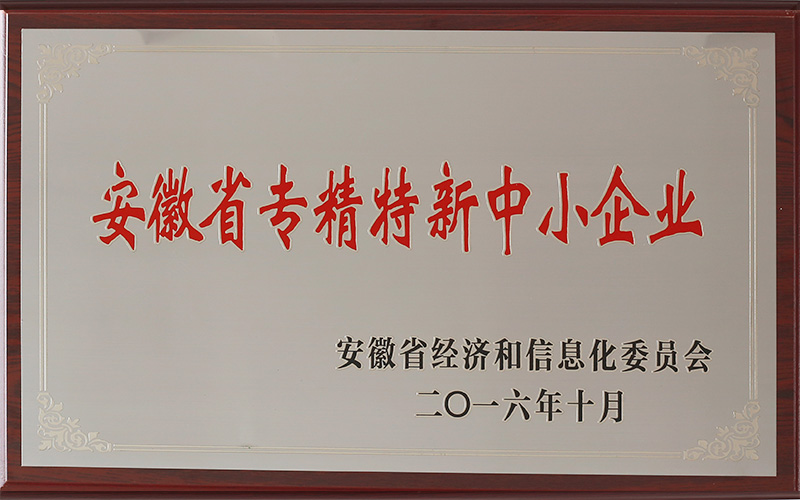 安徽省专精特新中小企业
安徽省经济和信息化委员会
二〇一六年十月